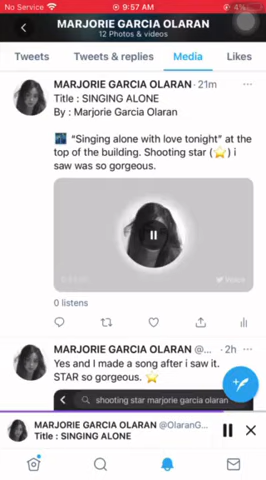 No Service 9:57 AM 4%
MARJORIE GARCIA OLARAN
12 Photos & videos
Tweets Tweets & replies Media Likes
MARJORIE GARCIA OLARAN · 21m
Title : SINGING ALONE
By : Marjorie Garcia Olaran
🌃 “Singing alone with love tonight” at the
top of the building. Shooting star (⭐) i
saw was so gorgeous.
Voice
0 listens
MARJORIE GARCIA OLARAN @... · 2h
Yes and I made a song after i saw it.
STAR so gorgeous. ⭐
shooting star marjorie garcia olaran
MARJORIE GARCIA OLARAN @OlaranG...
Title : SINGING ALONE